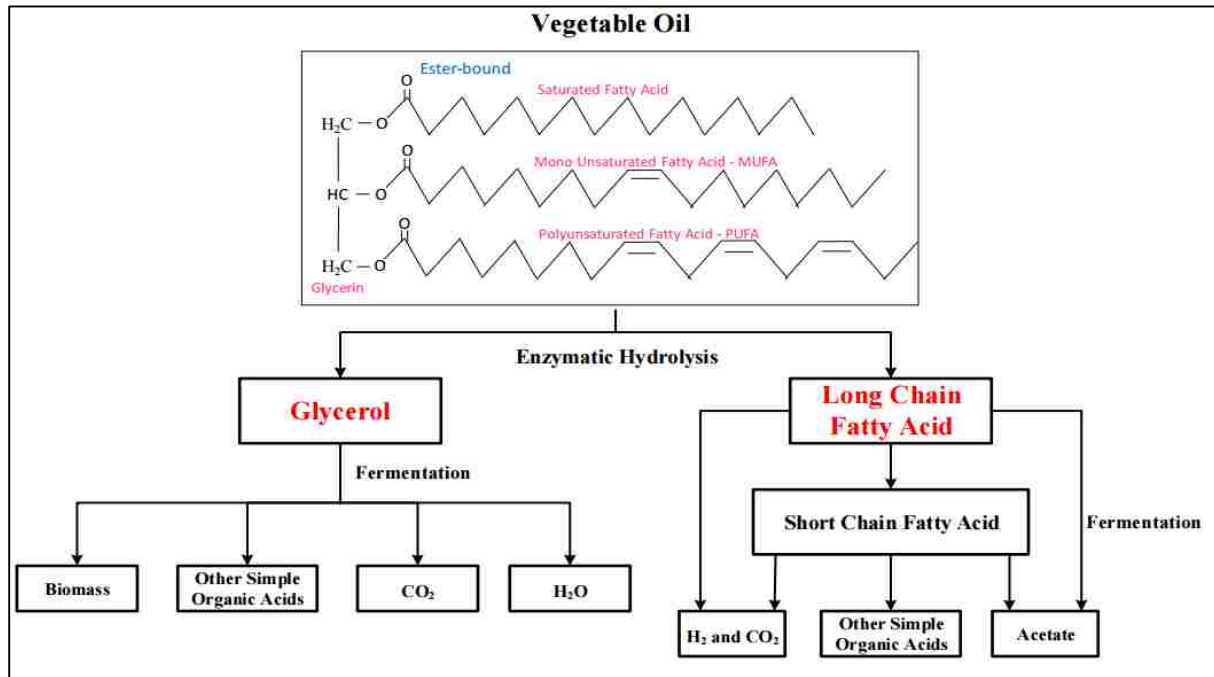 Vegetable Oil
Ester-bound
Saturated Fatty Acid
O
H₂C — O
Mono Unsaturated Fatty Acid - MUFA
O
HC — O
Polyunsaturated Fatty Acid - PUFA
O
H₂C — O
Glycerin
Enzymatic Hydrolysis
Glycerol
Long Chain
Fatty Acid
Fermentation
Short Chain Fatty Acid
Fermentation
Biomass
Other Simple
Organic Acids
CO₂
H₂O
H₂ and CO₂
Other Simple
Organic Acids
Acetate